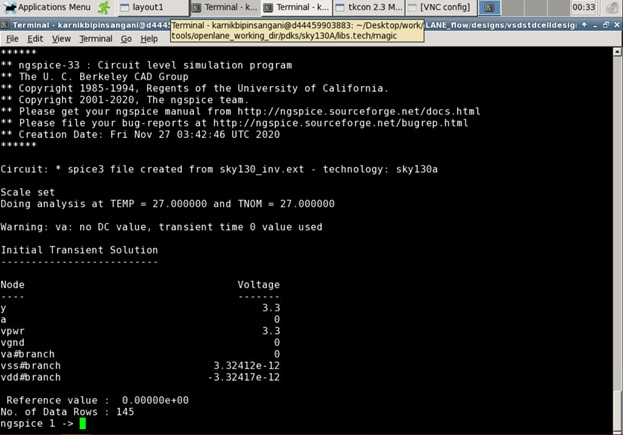 Applications Menu layout1 Terminal - k... Terminal - k... tkcon 2.3 M... [VNC config] 00:33
Terminal - karnikbipinsangani@d44459903883: ~/Desktop/work/
tools/openlane_working_dir/pdks/sky130A/libs.tech/magic
Terminal - karnikbipinsangani@d4445 LANE_flow/designs/vsdstdcelldesign
File Edit View Terminal Go Help
******
** ngspice-33 : Circuit level simulation program
** The U. C. Berkeley CAD Group
** Copyright 1985-1994, Regents of the University of California.
** Copyright 2001-2020, The ngspice team.
** Please get your ngspice manual from http://ngspice.sourceforge.net/docs.html
** Please file your bug-reports at http://ngspice.sourceforge.net/bugrep.html
** Creation Date: Fri Nov 27 03:42:46 UTC 2020
******
Circuit: * spice3 file created from sky130_inv.ext - technology: sky130a
Scale set
Doing analysis at TEMP = 27.000000 and TNOM = 27.000000
Warning: va: no DC value, transient time 0 value used
Initial Transient Solution
--------------------------
Node Voltage
---- -------
y 3.3
a 0
vpwr 3.3
vgnd 0
va#branch 0
vss#branch 3.32412e-12
vdd#branch -3.32417e-12
Reference value : 0.00000e+00
No. of Data Rows : 145
ngspice 1 ->